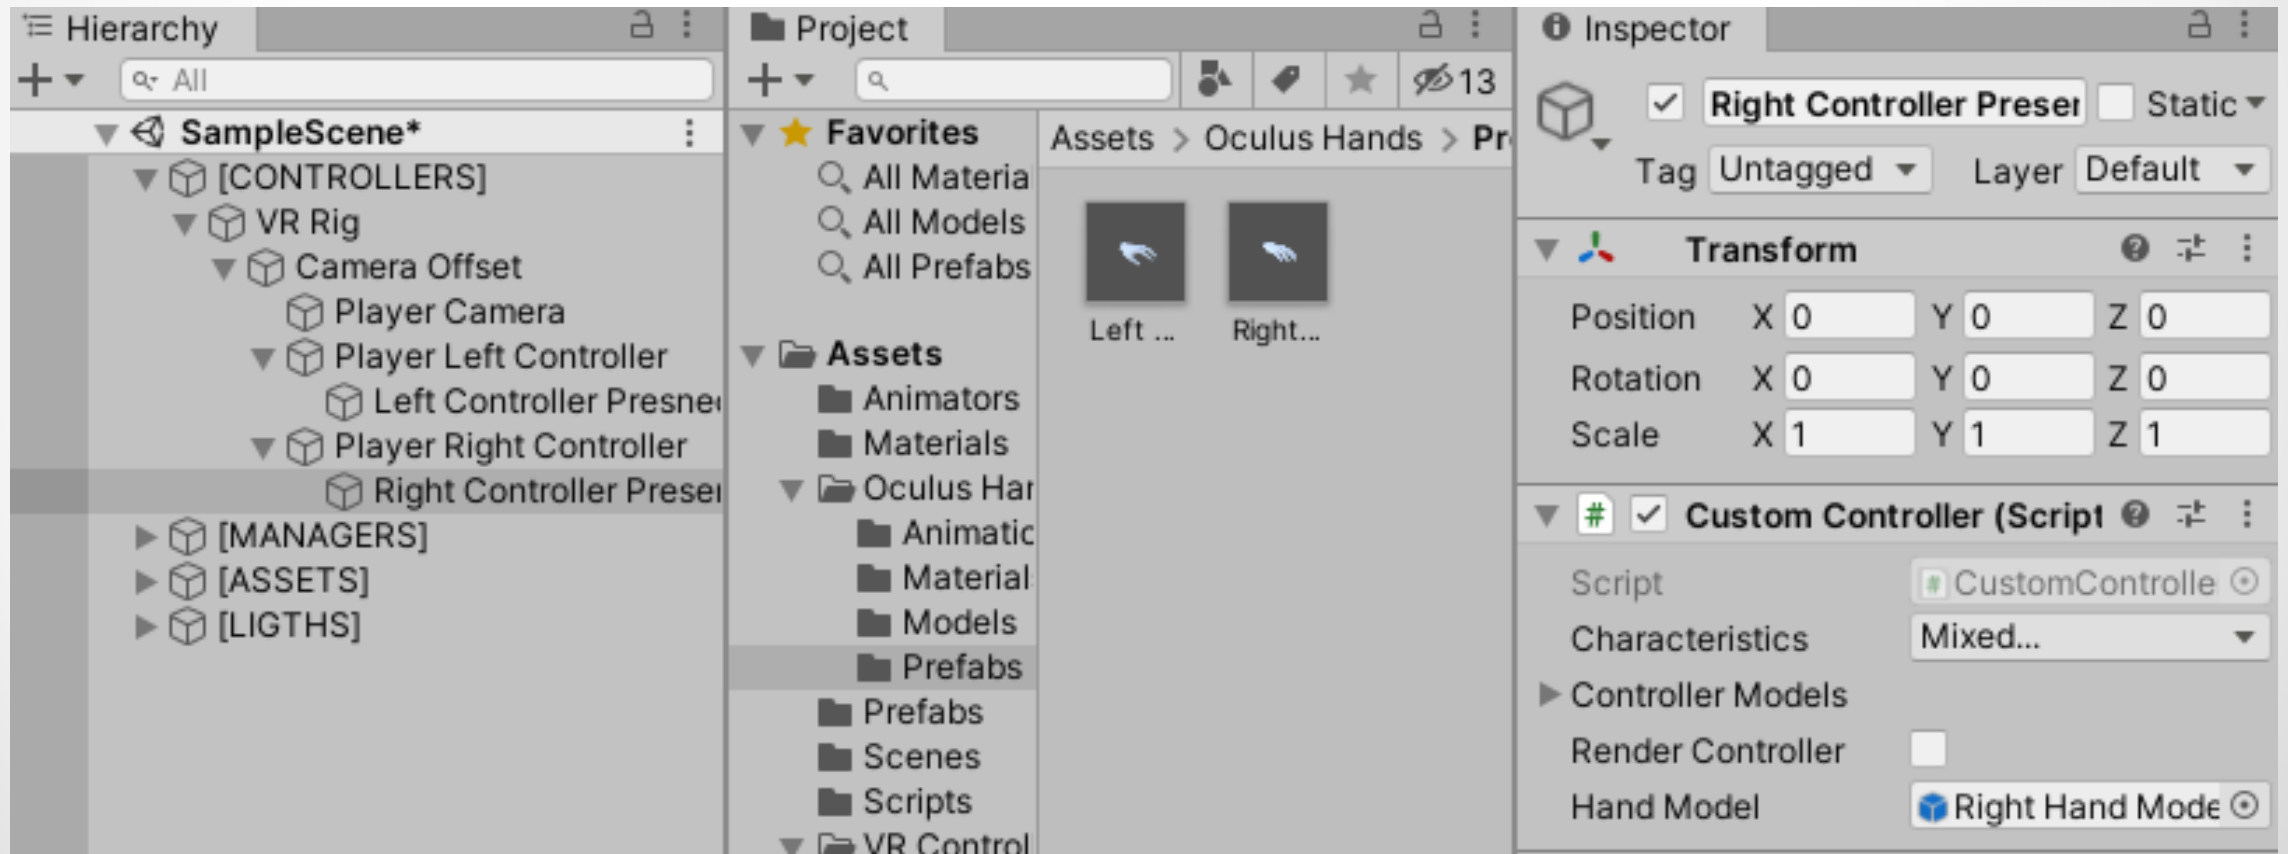 Hierarchy
All
SampleScene*
[CONTROLLERS]
VR Rig
Camera Offset
Player Camera
Player Left Controller
Left Controller Presne
Player Right Controller
Right Controller Preser
[MANAGERS]
[ASSETS]
[LIGTHS]
Project
13
Favorites
All Materia
All Models
All Prefabs
Assets
Animators
Materials
Oculus Har
Animatic
Material
Models
Prefabs
Prefabs
Scenes
Scripts
VR Control
Assets > Oculus Hands > Pr
Left ... Right...
Inspector
Right Controller Preser Static
Tag Untagged Layer Default
Transform
Position X 0 Y 0 Z 0
Rotation X 0 Y 0 Z 0
Scale X 1 Y 1 Z 1
# Custom Controller (Script
Script # CustomControlle
Characteristics Mixed...
Controller Models
Render Controller
Hand Model Right Hand Mode